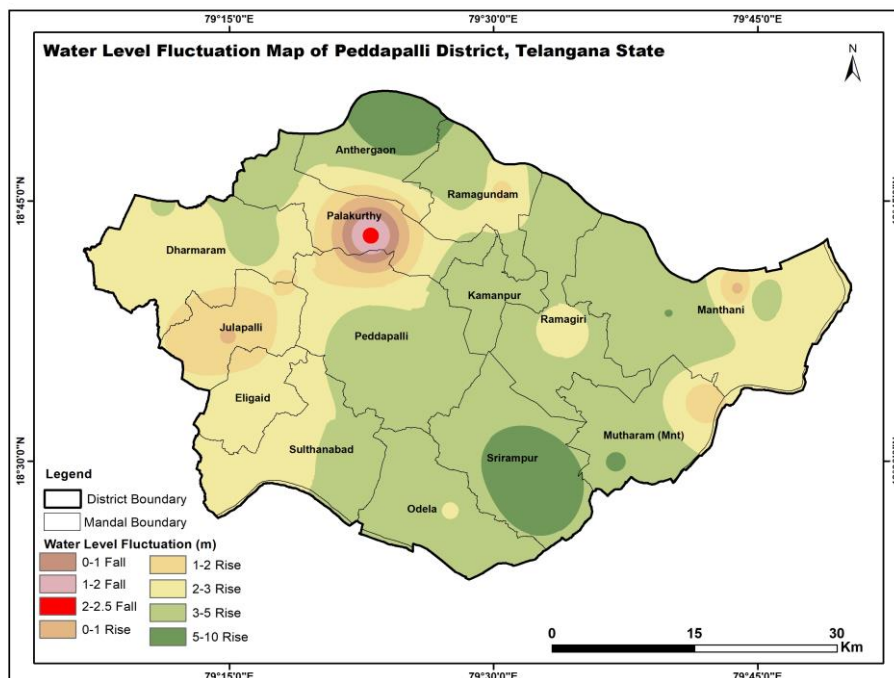 79°15'0"E 79°30'0"E 79°45'0"E
Water Level Fluctuation Map of Peddapalli District, Telangana State
N
Anthergaon
Ramagundam
18°45'0"N
Palakurthy
Dharmaram
Kamanpur
Manthani
Ramagiri
Julapalli
Peddapalli
Eligaid
Mutharam (Mnt)
Sulthanabad
Srirampur
18°30'0"N
Odela
Legend
District Boundary
Mandal Boundary
Water Level Fluctuation (m)
0-1 Fall
1-2 Fall
2-2.5 Fall
0-1 Rise
1-2 Rise
2-3 Rise
3-5 Rise
5-10 Rise
0 15 30
Km
79°15'0"E 79°30'0"E 79°45'0"E